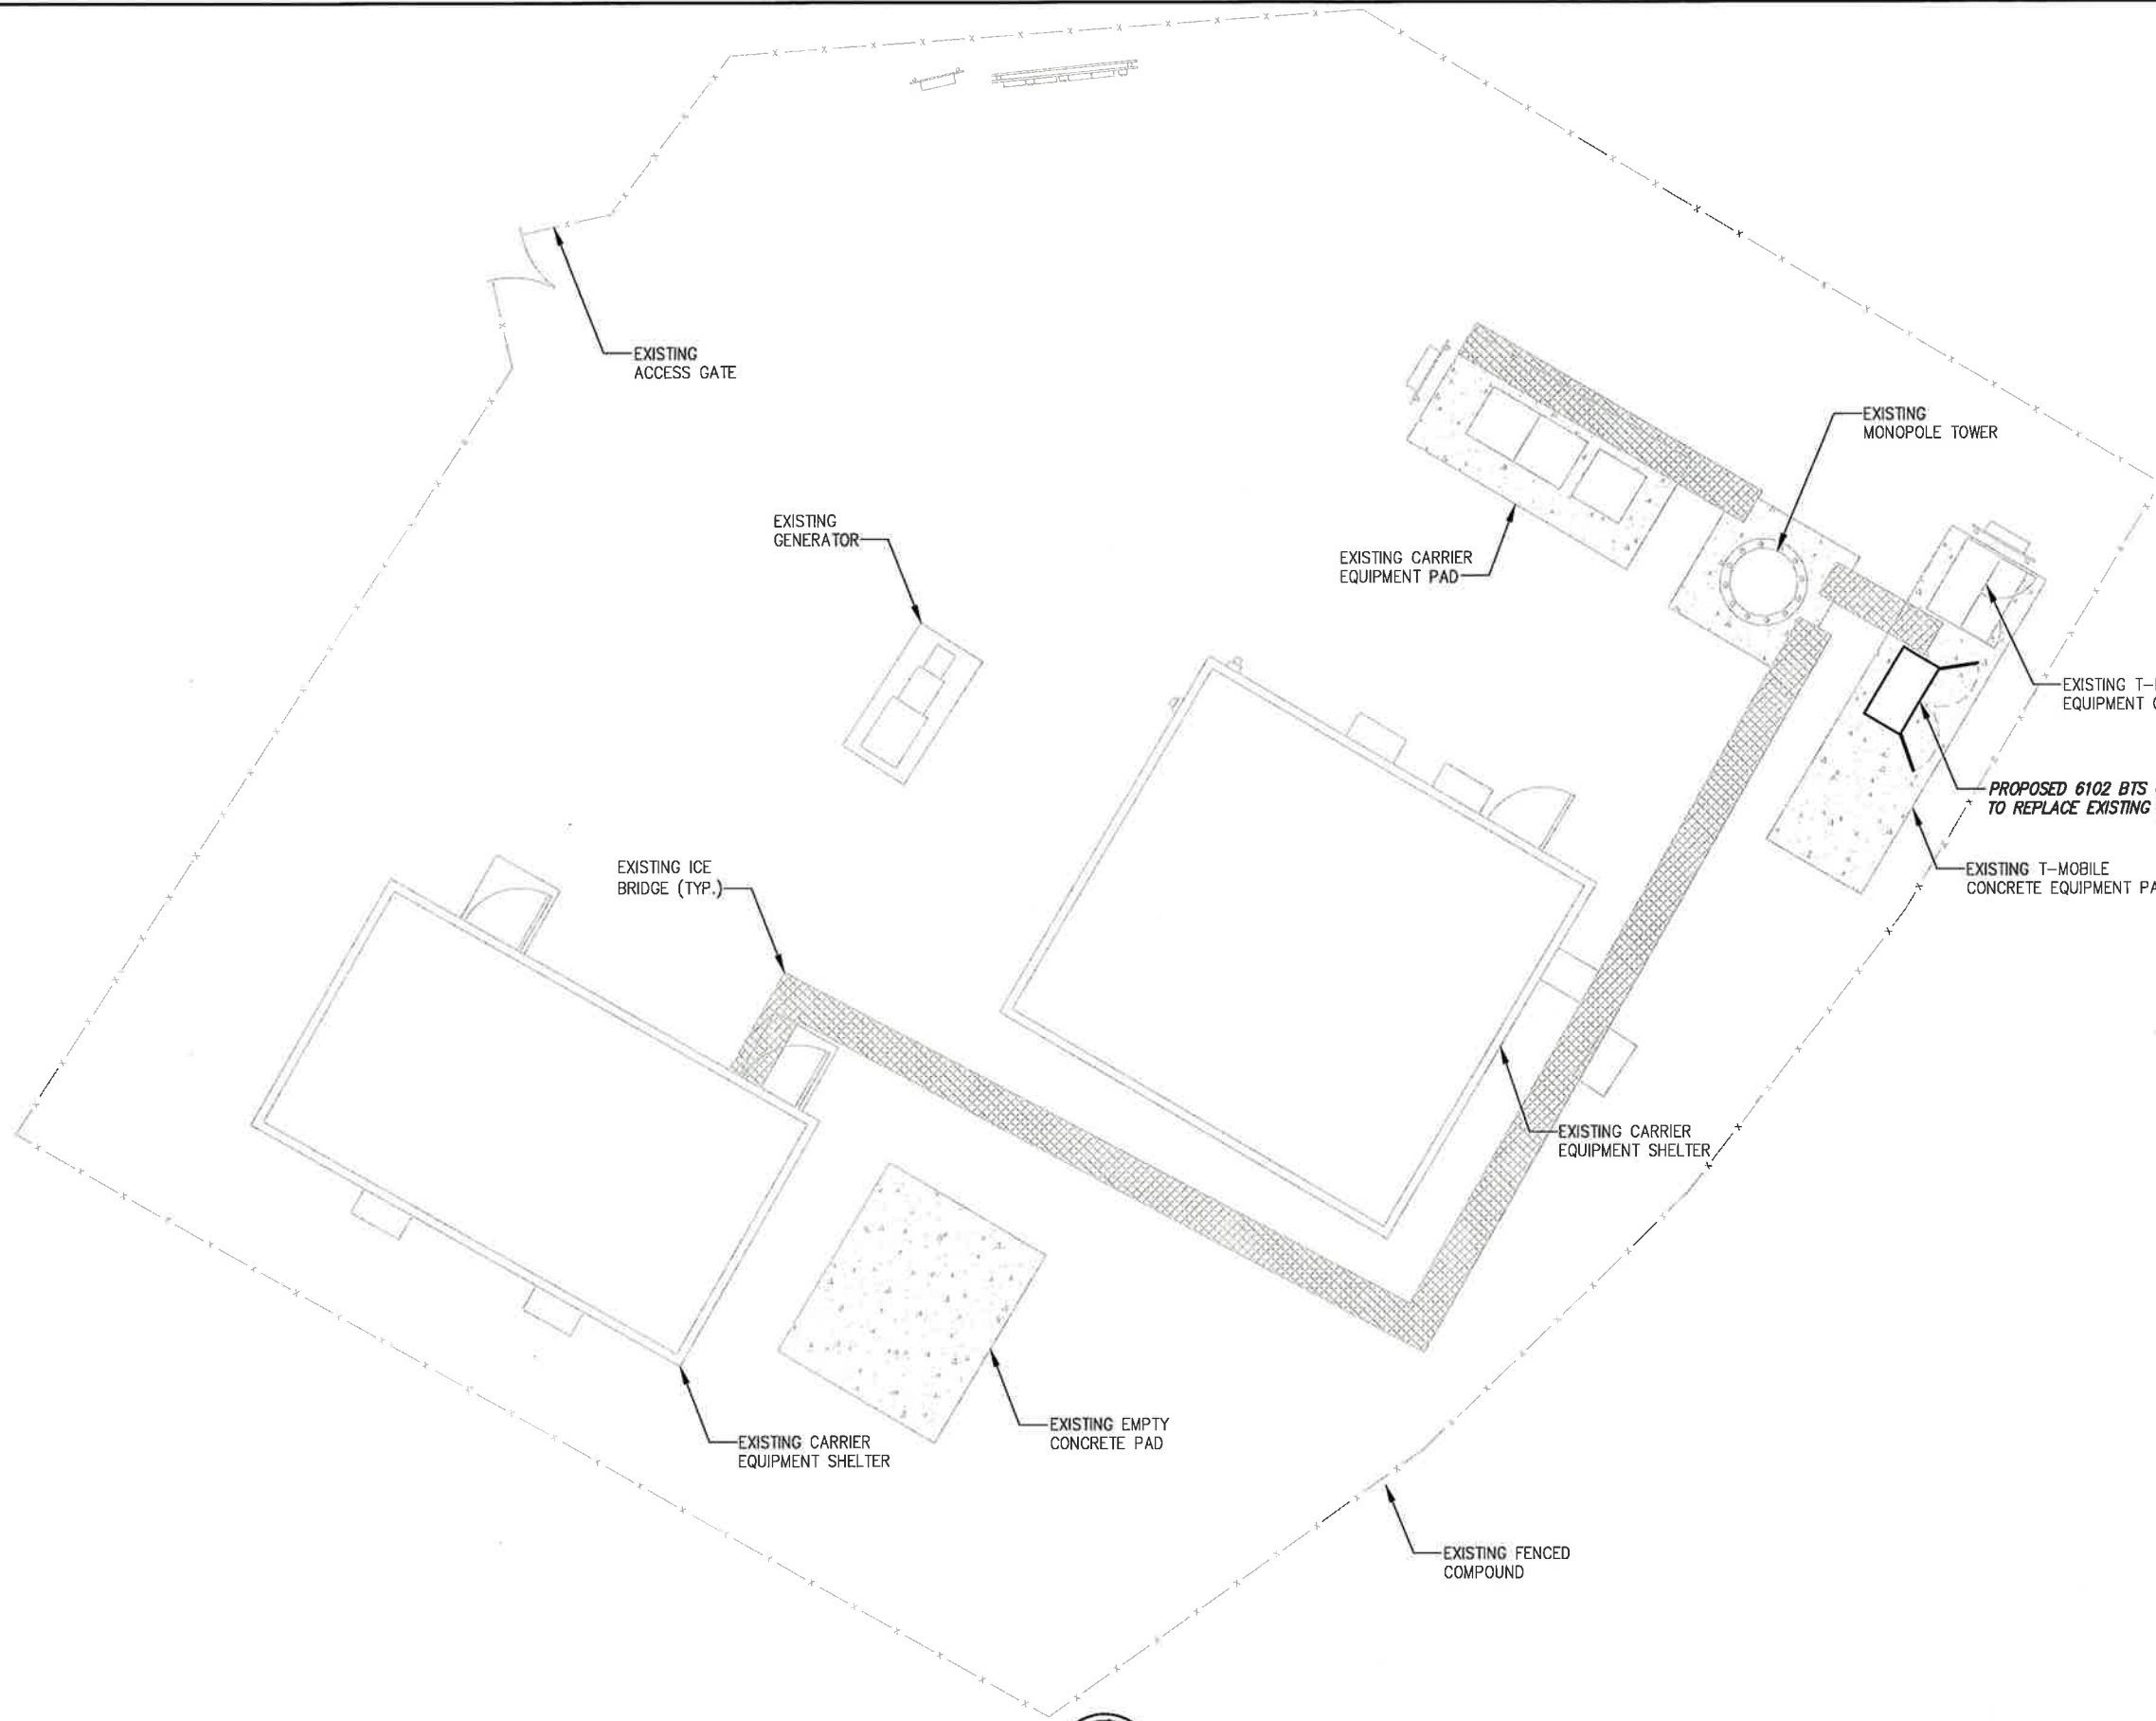 EXISTING
ACCESS GATE
EXISTING
MONOPOLE TOWER
EXISTING
GENERATOR
EXISTING CARRIER
EQUIPMENT PAD
EXISTING T-
EQUIPMENT
PROPOSED 6102 BTS
TO REPLACE EXISTING
EXISTING T-MOBILE
CONCRETE EQUIPMENT PA
EXISTING ICE
BRIDGE (TYP.)
EXISTING CARRIER
EQUIPMENT SHELTER
EXISTING EMPTY
CONCRETE PAD
EXISTING CARRIER
EQUIPMENT SHELTER
EXISTING FENCED
COMPOUND